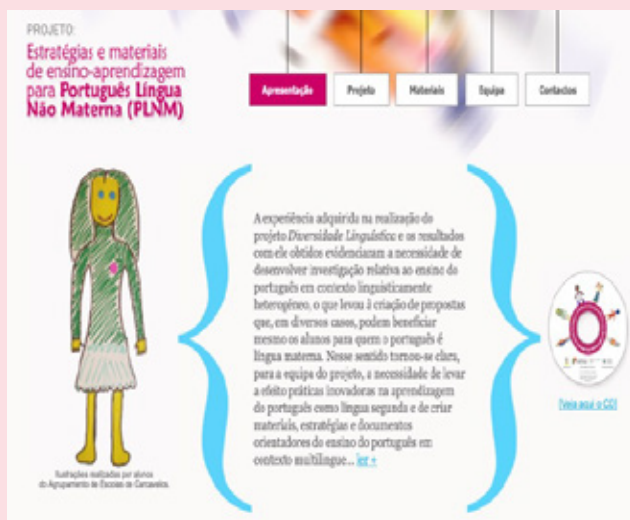 PROJETO:
Estratégias e materiais
de ensino-aprendizagem
para Português Língua
Não Materna (PLNM)
Apresentação
Projeto
Materiais
Equipa
Contactos
A experiência adquirida na realização do
projeto Diversidade Linguística e os resultados
com ele obtidos evidenciaram a necessidade de
desenvolver investigação relativa ao ensino do
português em contexto linguisticamente
heterogéneo, o que levou à criação de propostas
que, em diversos casos, podem beneficiar
mesmo os alunos para quem o português é
língua materna. Nesse sentido tornou-se clara,
para a equipa do projeto, a necessidade de levar
a efeito práticas inovadoras na aprendizagem
do português como língua segunda e de criar
materiais, estratégias e documentos
orientadores do ensino do português em
contexto multilingue... ler +
Ilustrações realizadas por alunos
do Agrupamento de Escolas de Carcavelos.
[Veja aqui o CD]